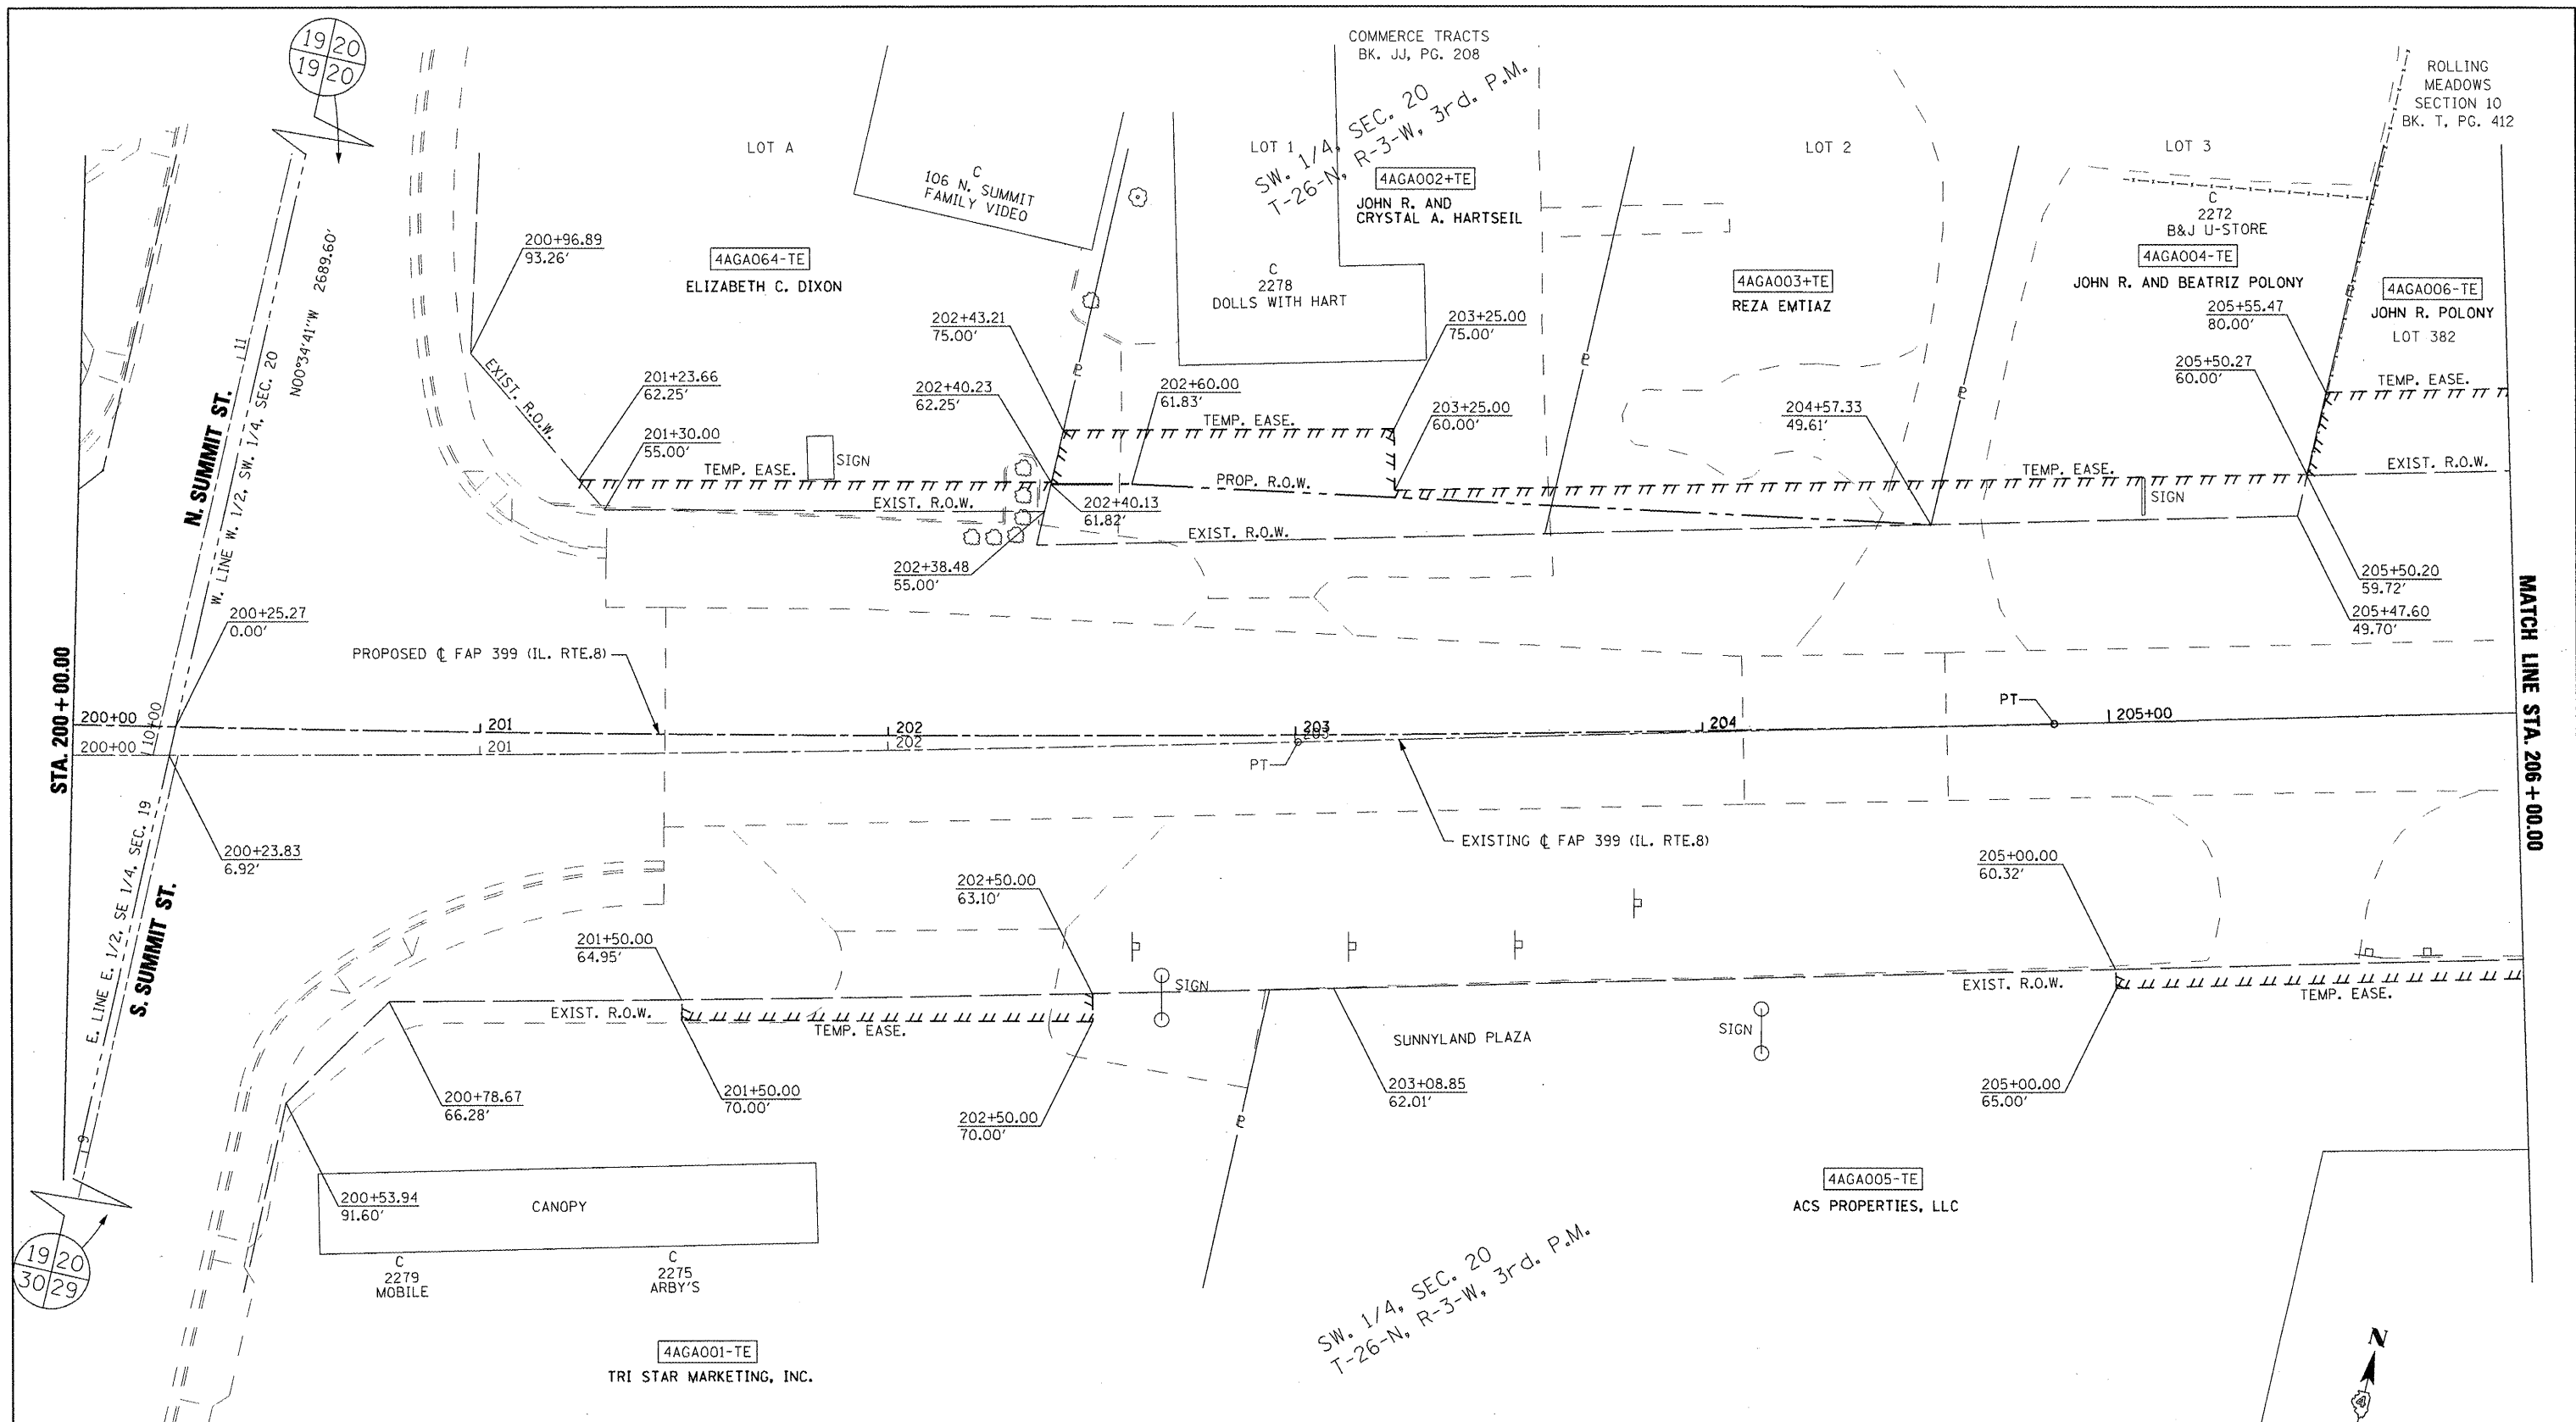 19 20
19 20
COMMERCE TRACTS
BK. JJ, PG. 208
SW. 1/4, SEC. 20
T-26-N, R-3-W, 3rd. P.M.
ROLLING
MEADOWS
SECTION 10
BK. T, PG. 412
LOT A
LOT 1
LOT 2
LOT 3
C
106 N. SUMMIT
FAMILY VIDEO
4AGA002+TE
JOHN R. AND
CRYSTAL A. HARTSEIL
C
2272
B&J U-STORE
4AGA004-TE
JOHN R. AND BEATRIZ POLONY
4AGA006-TE
JOHN R. POLONY
LOT 382
200+96.89
93.26'
4AGA064-TE
ELIZABETH C. DIXON
C
2278
DOLLS WITH HART
4AGA003+TE
REZA EMTIAZ
205+55.47
80.00'
N00°34'41"W 2689.60'
11
N. SUMMIT ST.
W. LINE W. 1/2, SW. 1/4, SEC. 20
EXIST. R.O.W.
202+43.21
75.00'
203+25.00
75.00'
205+50.27
60.00'
201+23.66
62.25'
202+40.23
62.25'
202+60.00
61.83'
203+25.00
60.00'
204+57.33
49.61'
TEMP. EASE.
TEMP. EASE.
201+30.00
55.00'
TEMP. EASE.
SIGN
EXIST. R.O.W.
PROP. R.O.W.
TEMP. EASE.
SIGN
EXIST. R.O.W.
202+40.13
61.82'
EXIST. R.O.W.
202+38.48
55.00'
205+50.20
59.72'
205+47.60
49.70'
P
P
P
200+25.27
0.00'
PROPOSED ℄ FAP 399 (IL. RTE.8)
STA. 200+00.00
MATCH LINE STA. 206+00.00
PT
200+00
10+00
201
202
203
204
205+00
200+00
201
202
203
PT
EXISTING ℄ FAP 399 (IL. RTE.8)
200+23.83
6.92'
E. LINE E. 1/2, SE 1/4, SEC. 19
S. SUMMIT ST.
9
202+50.00
63.10'
205+00.00
60.32'
201+50.00
64.95'
SIGN
EXIST. R.O.W.
TEMP. EASE.
EXIST. R.O.W.
TEMP. EASE.
SUNNYLAND PLAZA
SIGN
200+78.67
66.28'
201+50.00
70.00'
202+50.00
70.00'
203+08.85
62.01'
205+00.00
65.00'
P
200+53.94
91.60'
CANOPY
4AGA005-TE
ACS PROPERTIES, LLC
19 20
30 29
C
2279
MOBILE
C
2275
ARBY'S
SW. 1/4, SEC. 20
T-26-N, R-3-W, 3rd. P.M.
4AGA001-TE
TRI STAR MARKETING, INC.
N